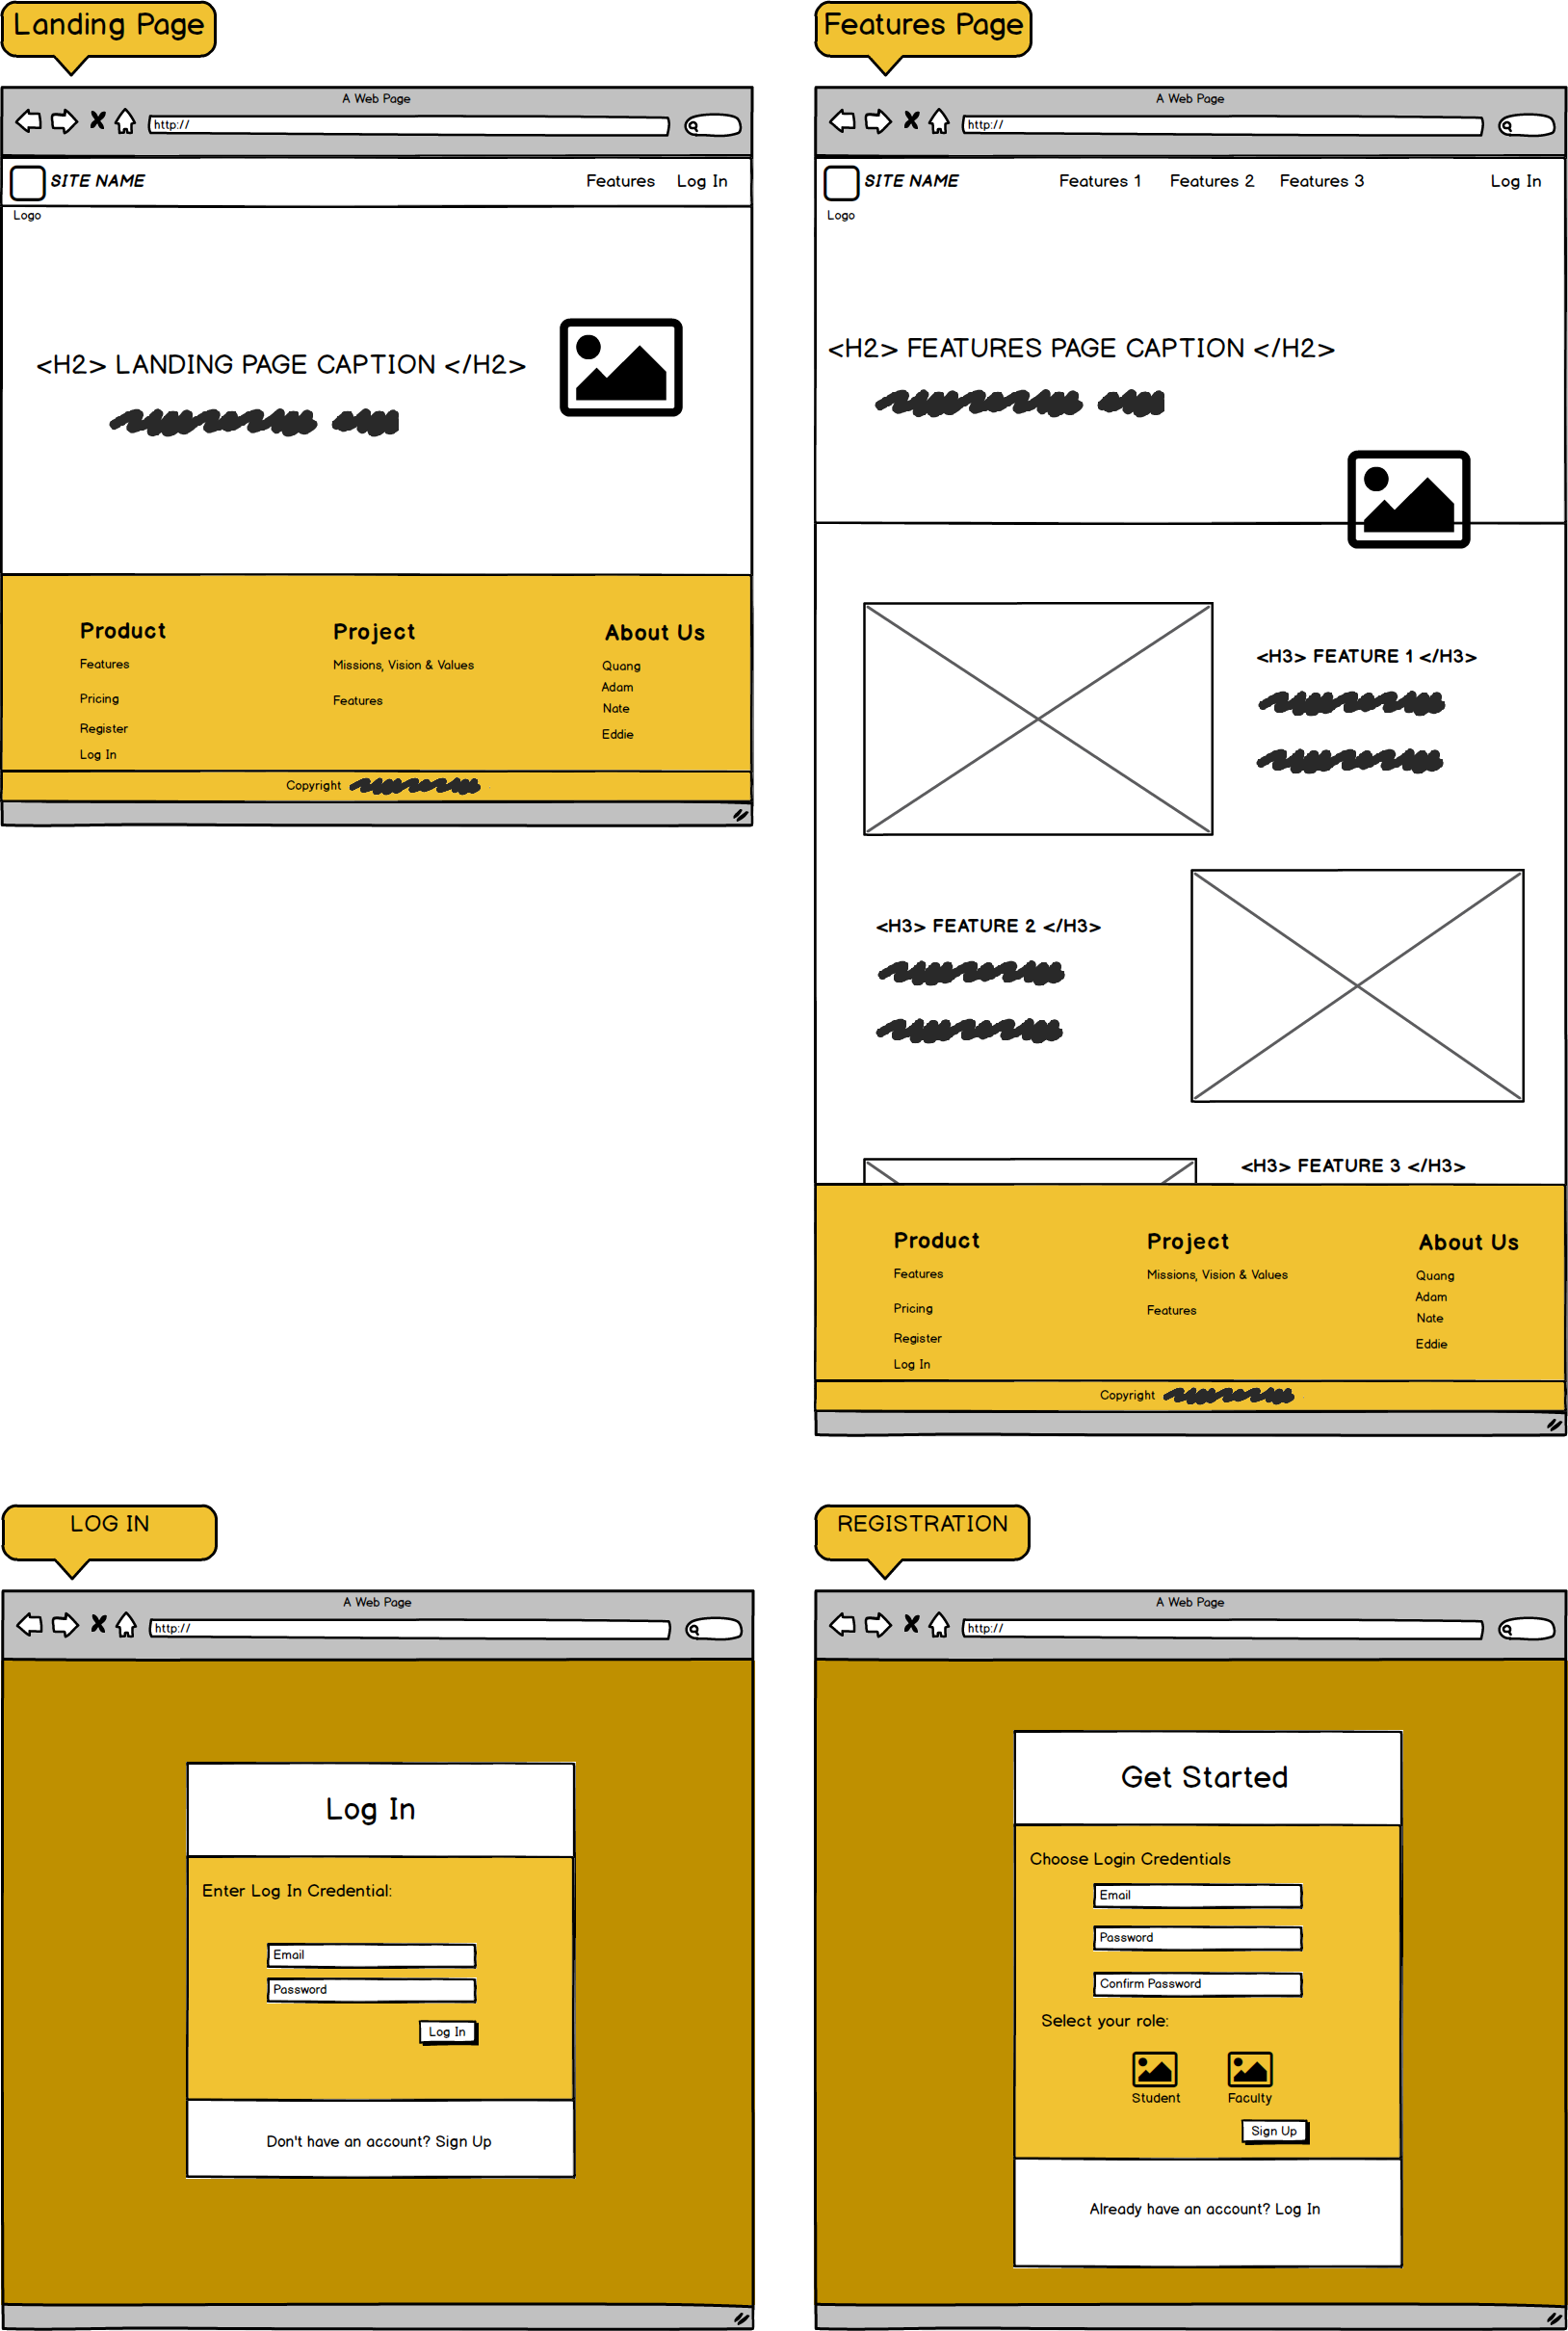 Landing Page
A Web Page
http://
SITE NAME Features Log In
Logo
<H2> LANDING PAGE CAPTION </H2>
Product Project About Us
Features Missions, Vision & Values Quang
Adam
Pricing Features Nate
Register Eddie
Log In
Copyright
Features Page
A Web Page
http://
SITE NAME Features 1 Features 2 Features 3 Log In
Logo
<H2> FEATURES PAGE CAPTION </H2>
<H3> FEATURE 1 </H3>
<H3> FEATURE 2 </H3>
<H3> FEATURE 3 </H3>
Product Project About Us
Features Missions, Vision & Values Quang
Adam
Pricing Features Nate
Register Eddie
Log In
Copyright
LOG IN
A Web Page
http://
Log In
Enter Log In Credential:
Email
Password
Log In
Don't have an account? Sign Up
REGISTRATION
A Web Page
http://
Get Started
Choose Login Credentials
Email
Password
Confirm Password
Select your role:
Student Faculty
Sign Up
Already have an account? Log In